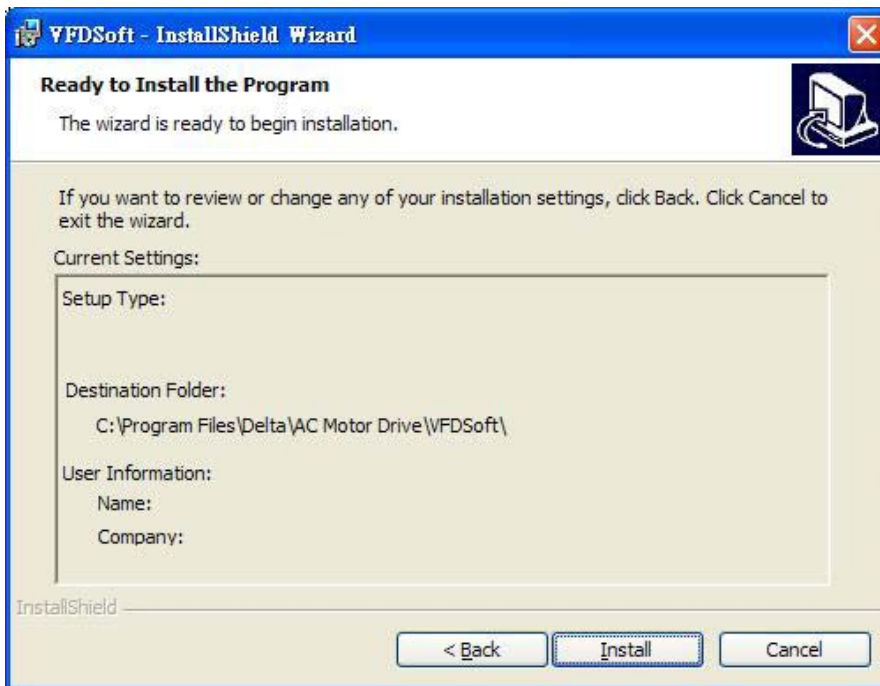 VFDSoft - InstallShield Wizard
Ready to Install the Program
The wizard is ready to begin installation.
If you want to review or change any of your installation settings, click Back. Click Cancel to
exit the wizard.
Current Settings:
Setup Type:
Destination Folder:
C:\Program Files\Delta\AC Motor Drive\VFDSoft\
User Information:
Name:
Company:
InstallShield
< Back
Install
Cancel